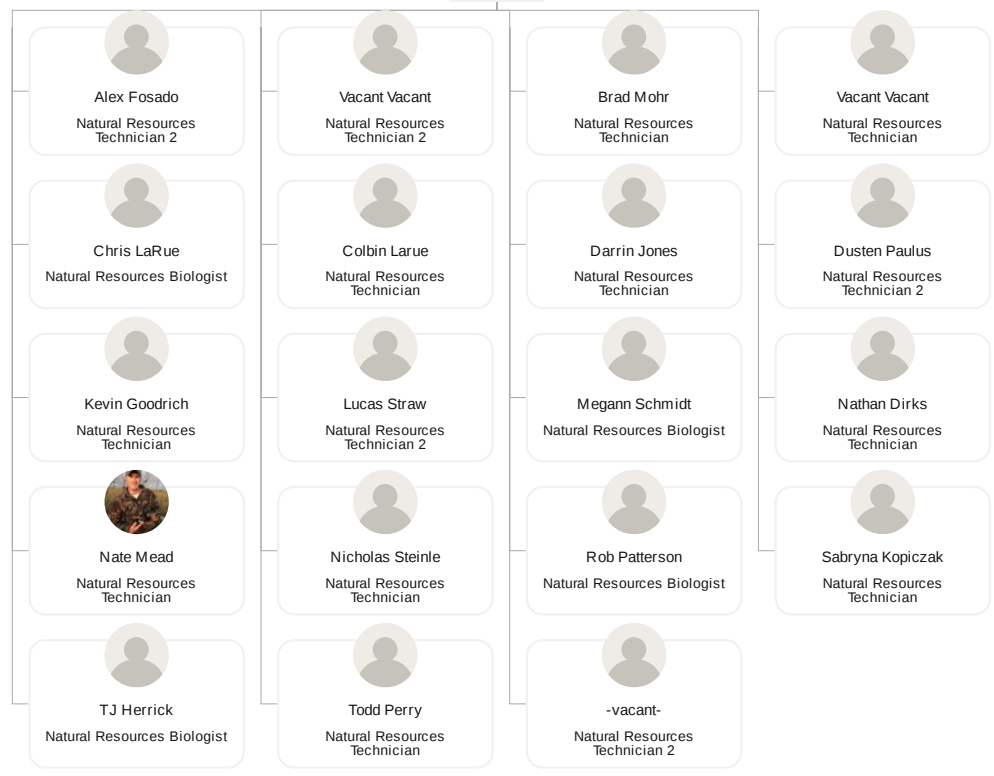 Alex Fosado
Natural Resources
Technician 2
Vacant Vacant
Natural Resources
Technician 2
Brad Mohr
Natural Resources
Technician
Vacant Vacant
Natural Resources
Technician
Chris LaRue
Natural Resources Biologist
Colbin Larue
Natural Resources
Technician
Darrin Jones
Natural Resources
Technician
Dusten Paulus
Natural Resources
Technician 2
Kevin Goodrich
Natural Resources
Technician
Lucas Straw
Natural Resources
Technician 2
Megann Schmidt
Natural Resources Biologist
Nathan Dirks
Natural Resources
Technician
Nate Mead
Natural Resources
Technician
Nicholas Steinle
Natural Resources
Technician
Rob Patterson
Natural Resources Biologist
Sabryna Kopiczak
Natural Resources
Technician
TJ Herrick
Natural Resources Biologist
Todd Perry
Natural Resources
Technician
-vacant-
Natural Resources
Technician 2